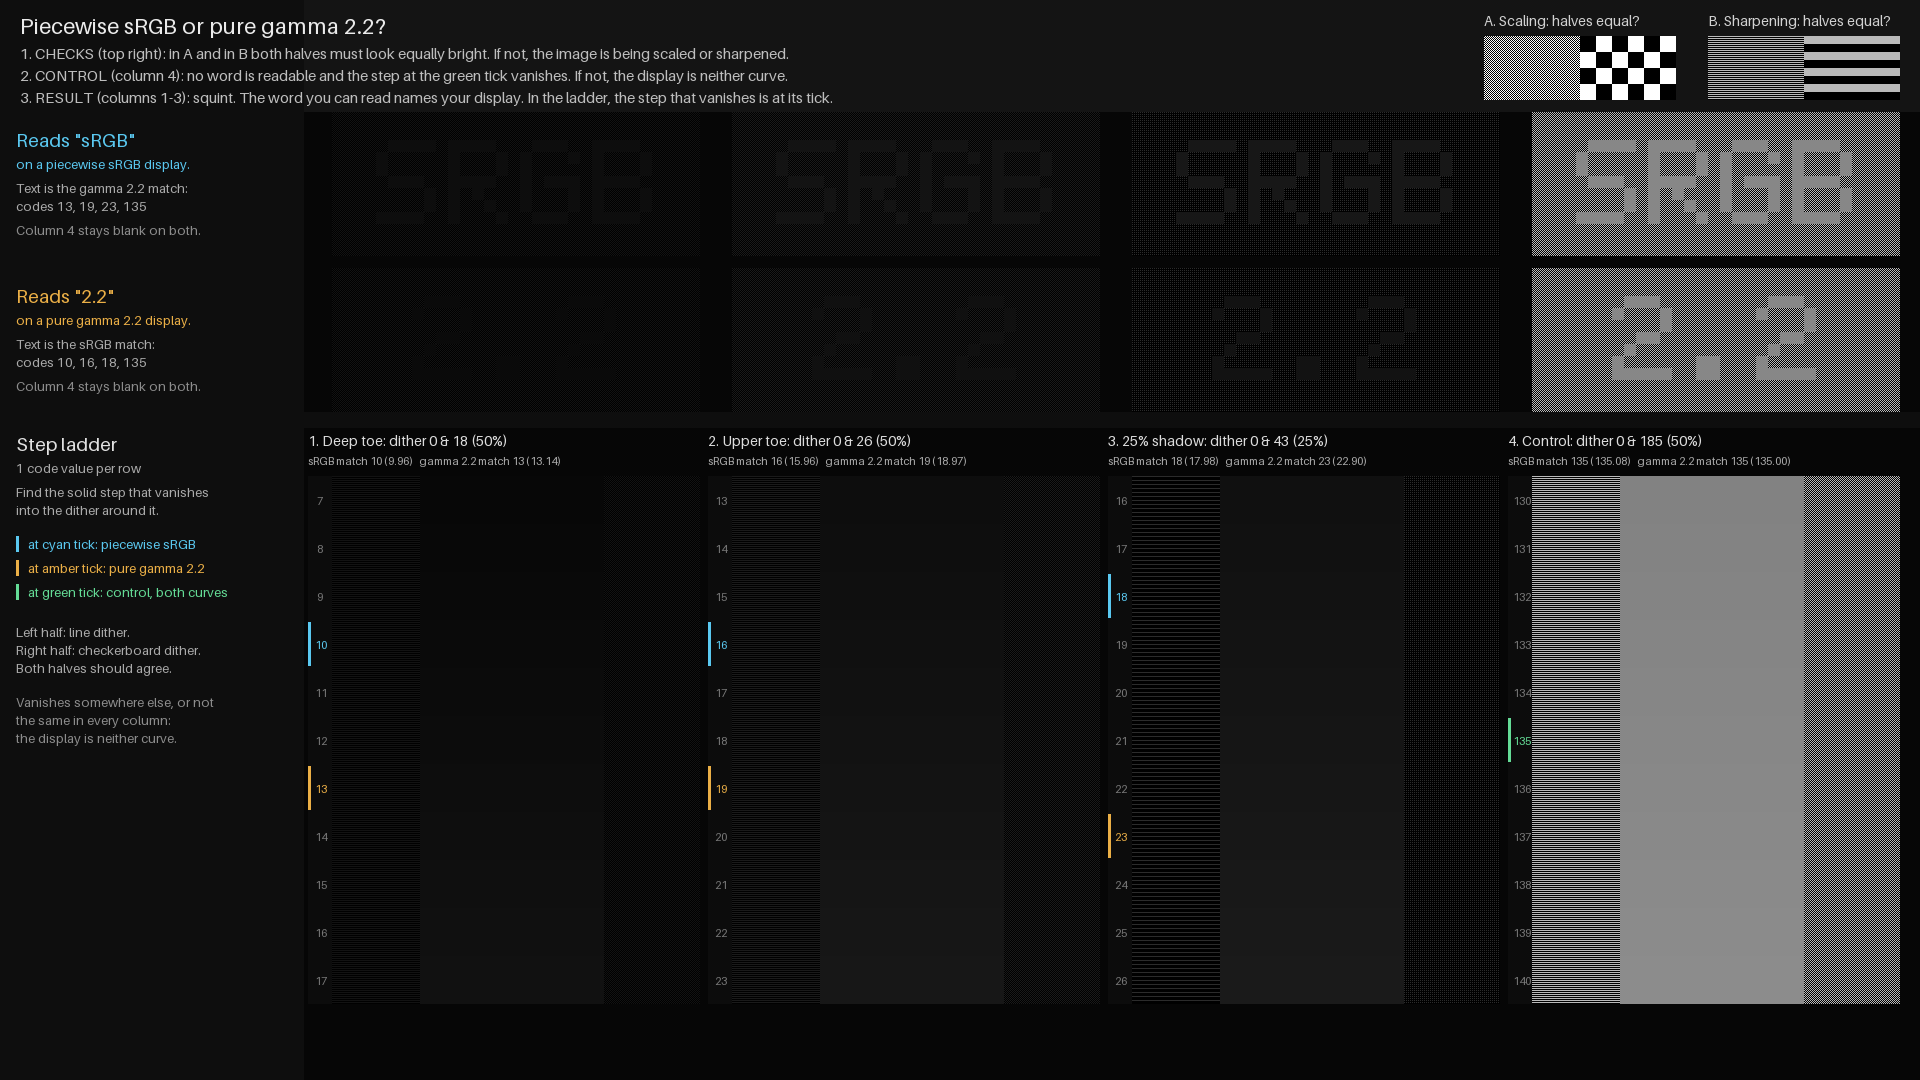 Piecewise sRGB or pure gamma 2.2?
1. CHECKS (top right): in A and in B both halves must look equally bright. If not, the image is being scaled or sharpened.
2. CONTROL (column 4): no word is readable and the step at the green tick vanishes. If not, the display is neither curve.
3. RESULT (columns 1-3): squint. The word you can read names your display. In the ladder, the step that vanishes is at its tick.
A. Scaling: halves equal?
B. Sharpening: halves equal?
Reads "sRGB"
on a piecewise sRGB display.
Text is the gamma 2.2 match:
codes 13, 19, 23, 135
Column 4 stays blank on both.
SRGB
SRGB
SRGB
SRGB
Reads "2.2"
on a pure gamma 2.2 display.
Text is the sRGB match:
codes 10, 16, 18, 135
Column 4 stays blank on both.
2.2
2.2
2.2
2.2
Step ladder
1 code value per row
Find the solid step that vanishes
into the dither around it.
at cyan tick: piecewise sRGB
at amber tick: pure gamma 2.2
at green tick: control, both curves
Left half: line dither.
Right half: checkerboard dither.
Both halves should agree.
Vanishes somewhere else, or not
the same in every column:
the display is neither curve.
1. Deep toe: dither 0 & 18 (50%)
sRGB match 10 (9.96) gamma 2.2 match 13 (13.14)
7
8
9
10
11
12
13
14
15
16
17
2. Upper toe: dither 0 & 26 (50%)
sRGB match 16 (15.96) gamma 2.2 match 19 (18.97)
13
14
15
16
17
18
19
20
21
22
23
3. 25% shadow: dither 0 & 43 (25%)
sRGB match 18 (17.98) gamma 2.2 match 23 (22.90)
16
17
18
19
20
21
22
23
24
25
26
4. Control: dither 0 & 185 (50%)
sRGB match 135 (135.08) gamma 2.2 match 135 (135.00)
130
131
132
133
134
135
136
137
138
139
140